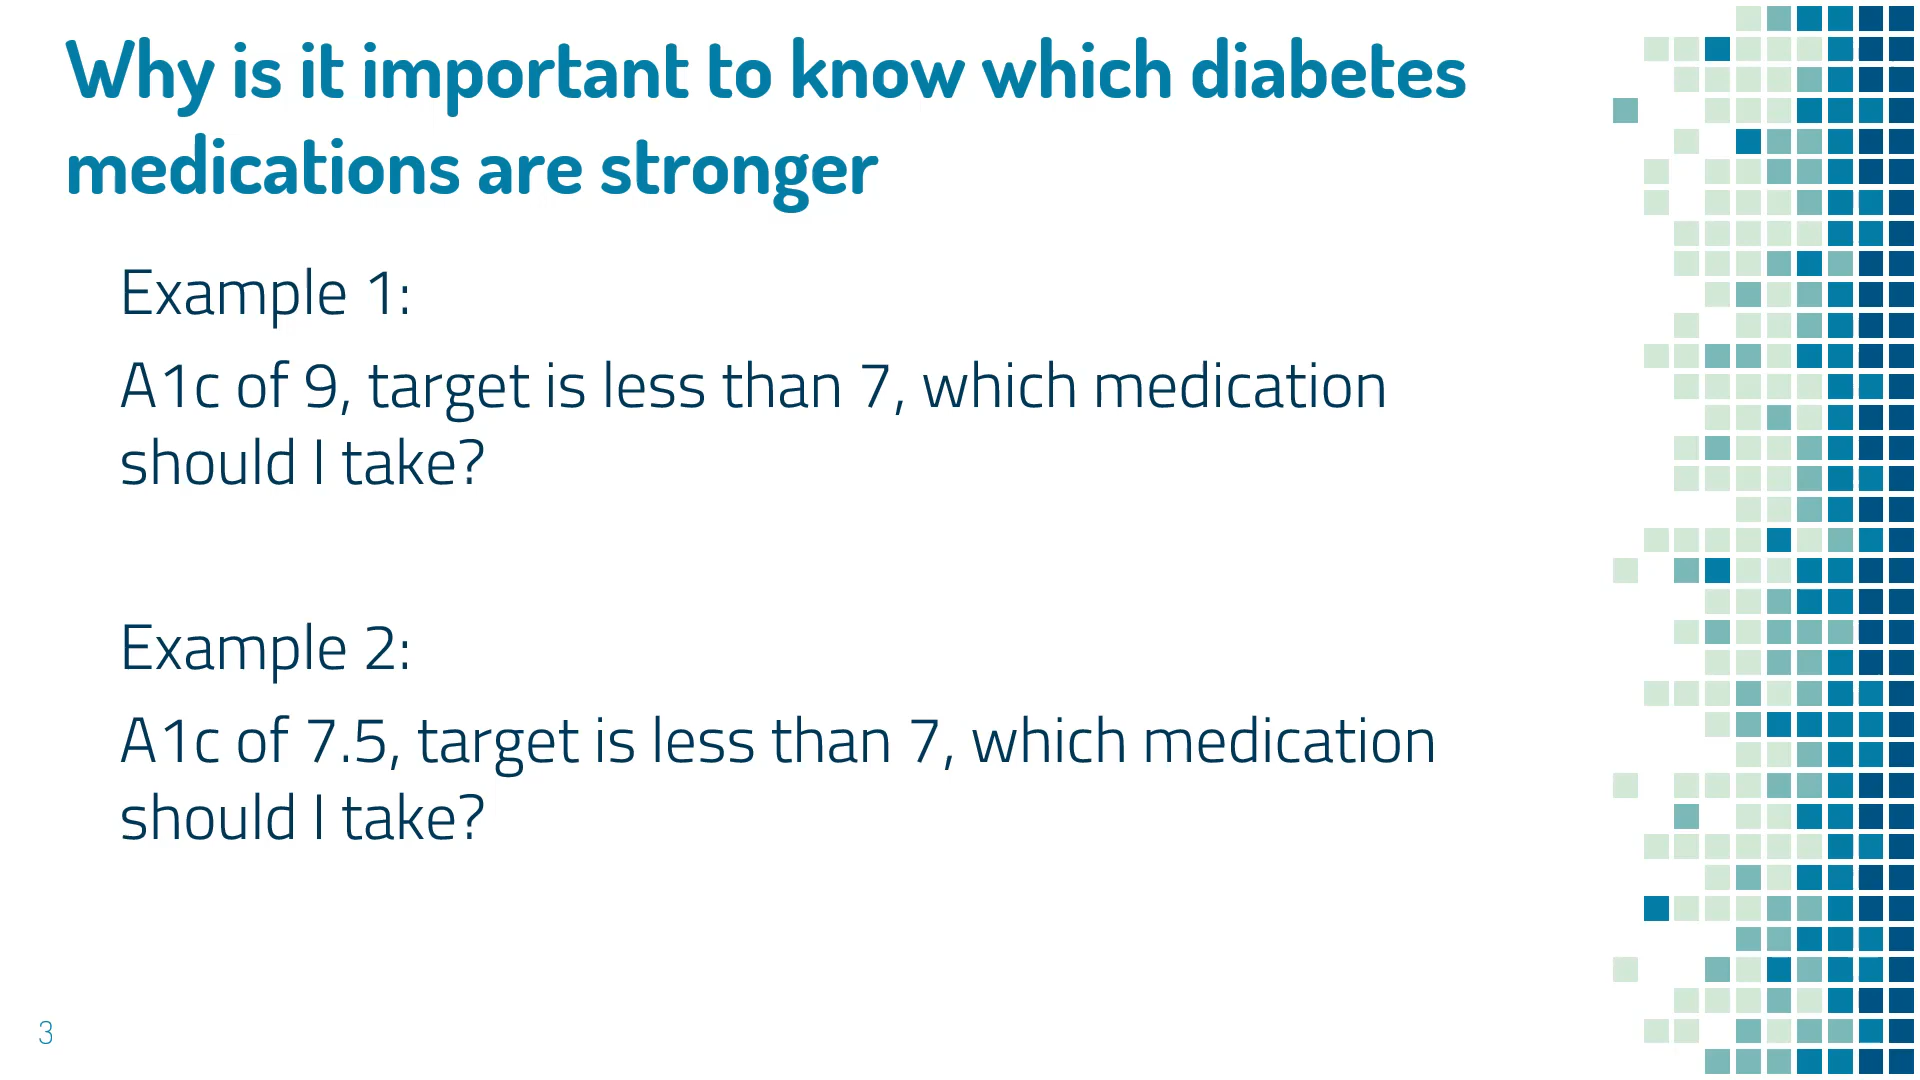 Why is it important to know which diabetes
medications are stronger
Example 1:
A1c of 9, target is less than 7, which medication
should I take?
Example 2:
A1c of 7.5, target is less than 7, which medication
should I take?
3